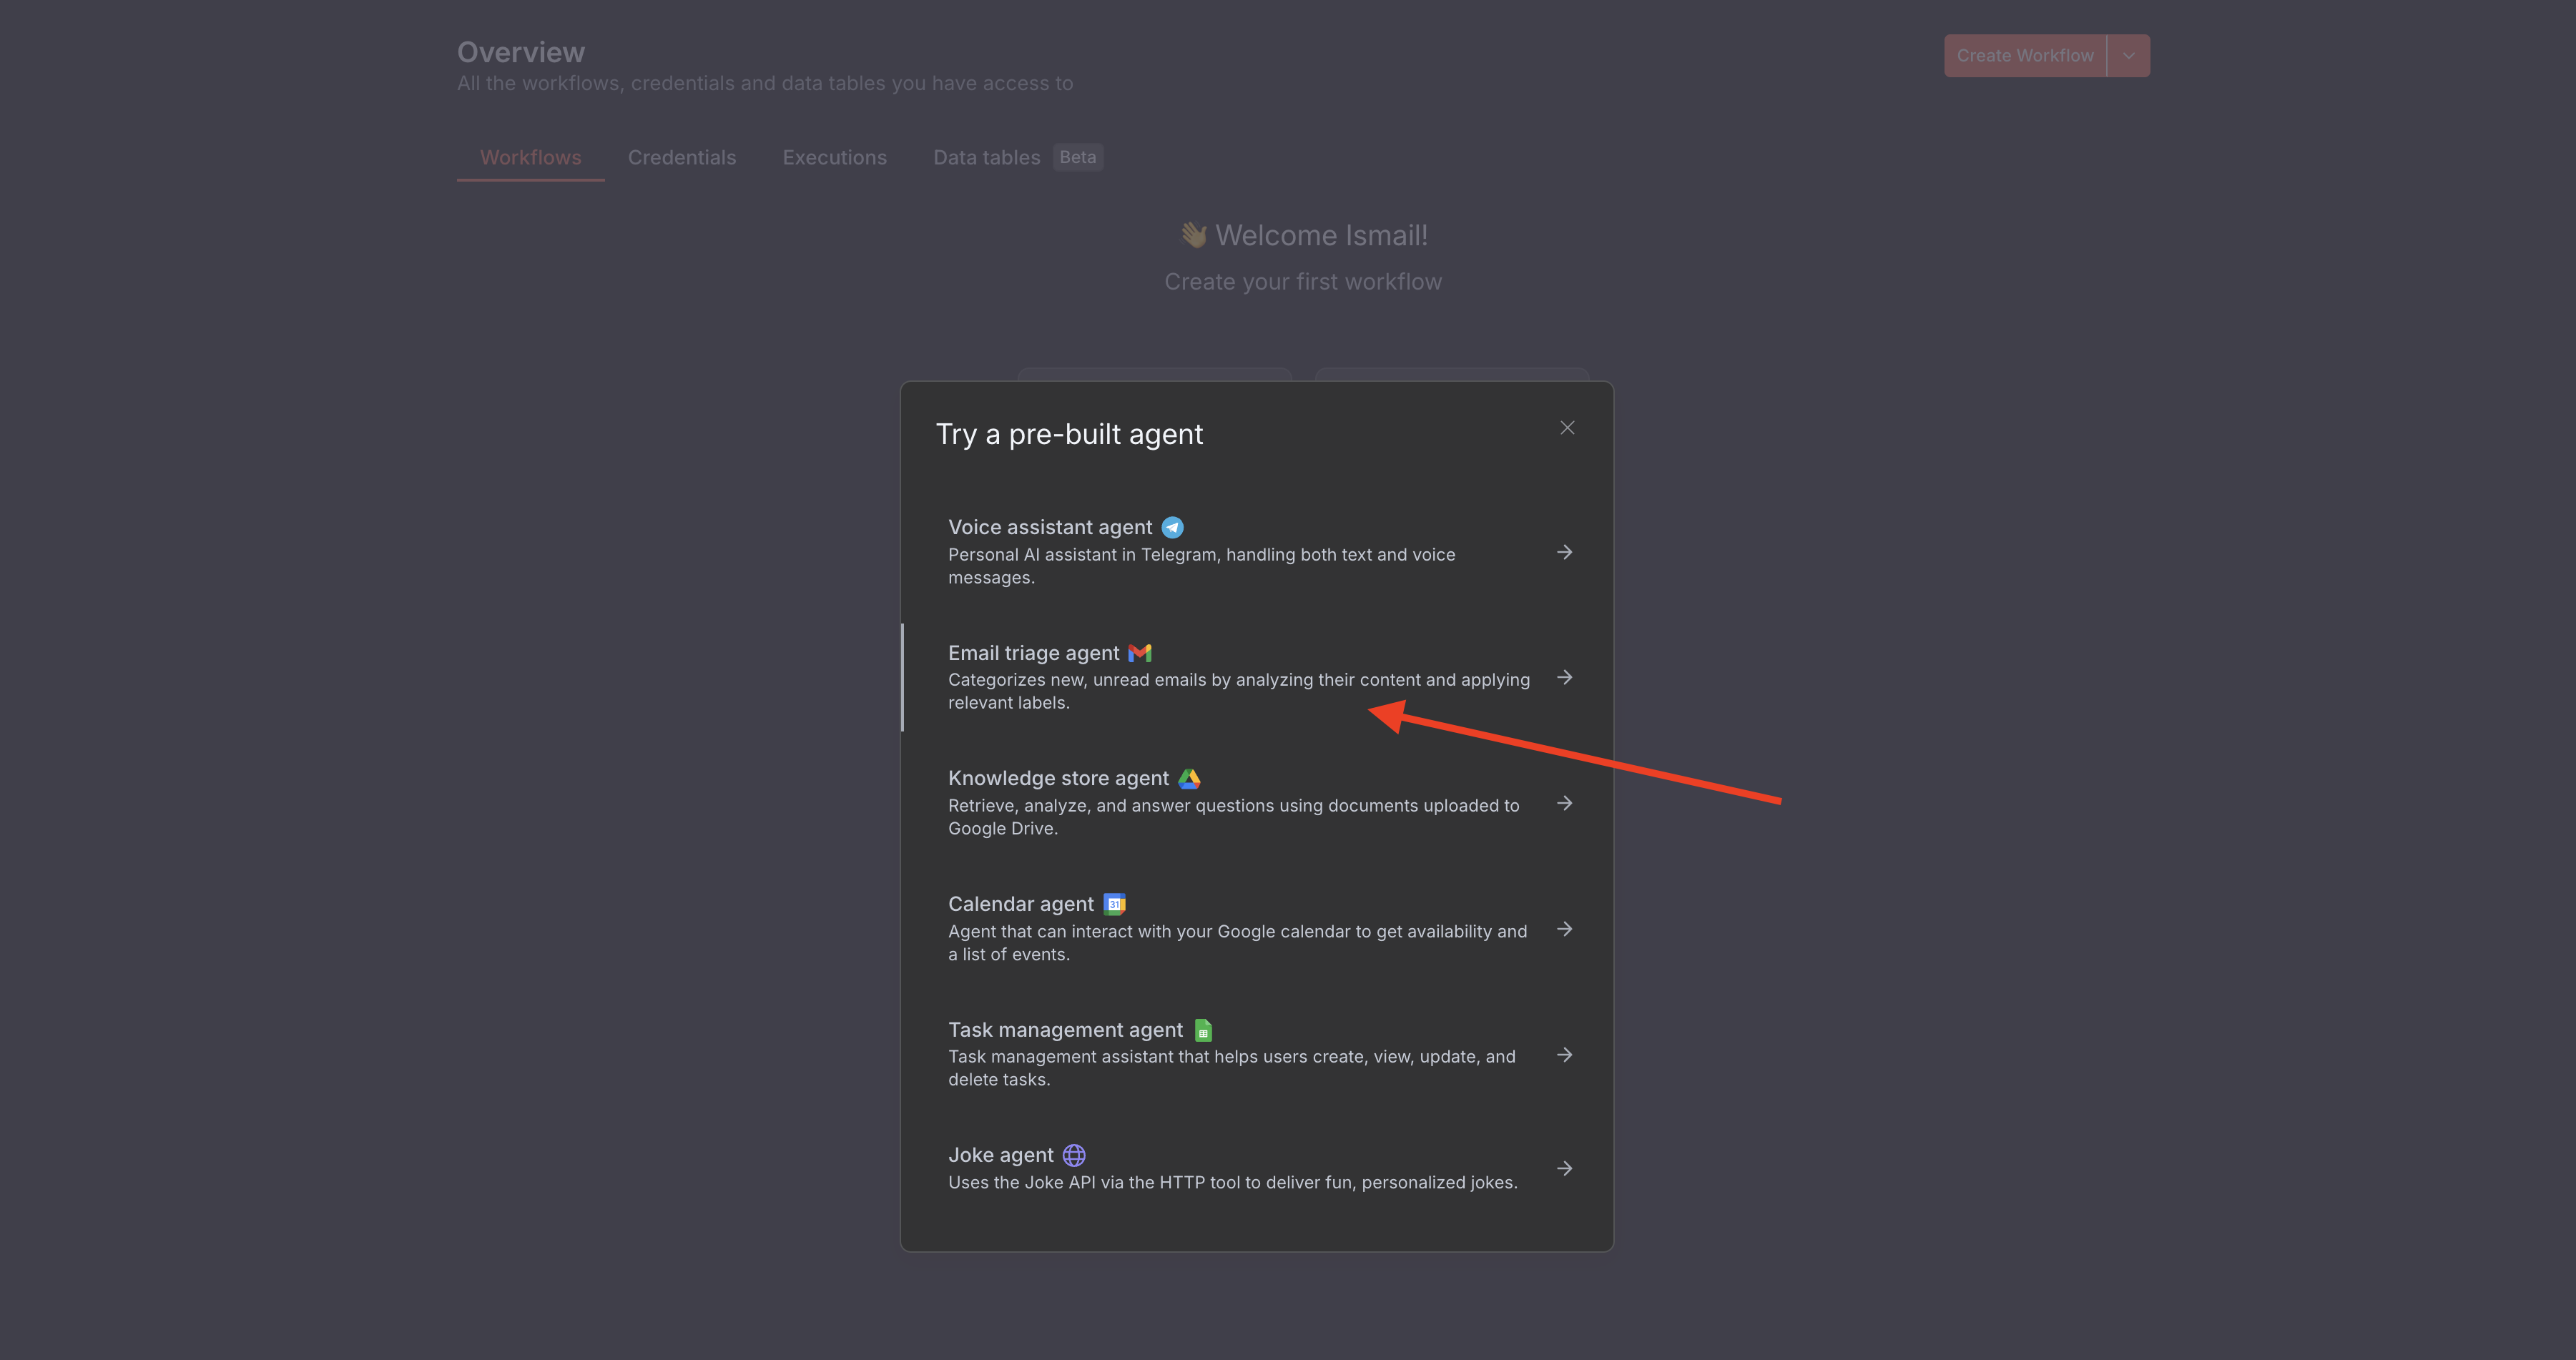 Overview
All the workflows, credentials and data tables you have access to
Create Workflow
Workflows Credentials Executions Data tables Beta
👋 Welcome Ismail!
Create your first workflow
Try a pre-built agent
Voice assistant agent
Personal AI assistant in Telegram, handling both text and voice
messages.
Email triage agent
Categorizes new, unread emails by analyzing their content and applying
relevant labels.
Knowledge store agent
Retrieve, analyze, and answer questions using documents uploaded to
Google Drive.
Calendar agent
31
Agent that can interact with your Google calendar to get availability and
a list of events.
Task management agent
Task management assistant that helps users create, view, update, and
delete tasks.
Joke agent
Uses the Joke API via the HTTP tool to deliver fun, personalized jokes.